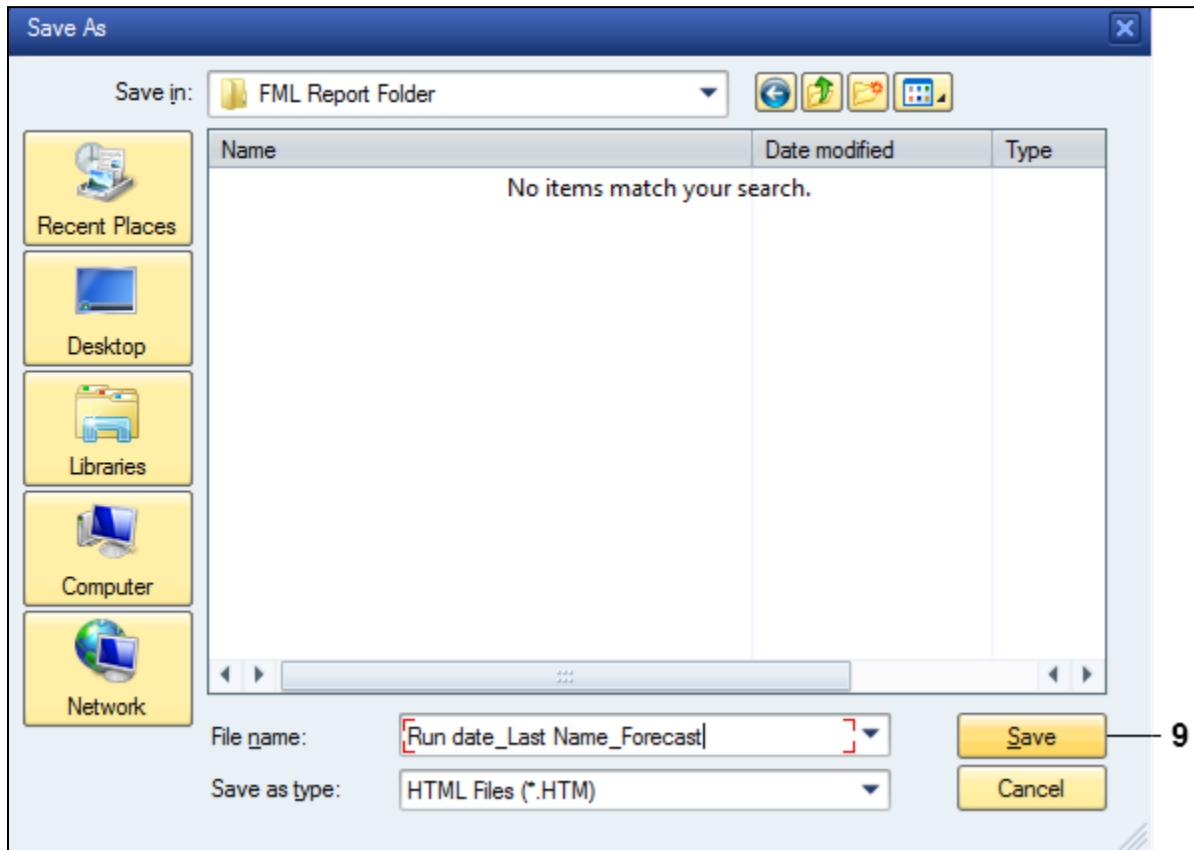 Save As
Save in: FML Report Folder
Name Date modified Type
No items match your search.
Recent Places
Desktop
Libraries
Computer
Network
File name: Run date_Last Name_Forecast Save 9
Save as type: HTML Files (*.HTM) Cancel